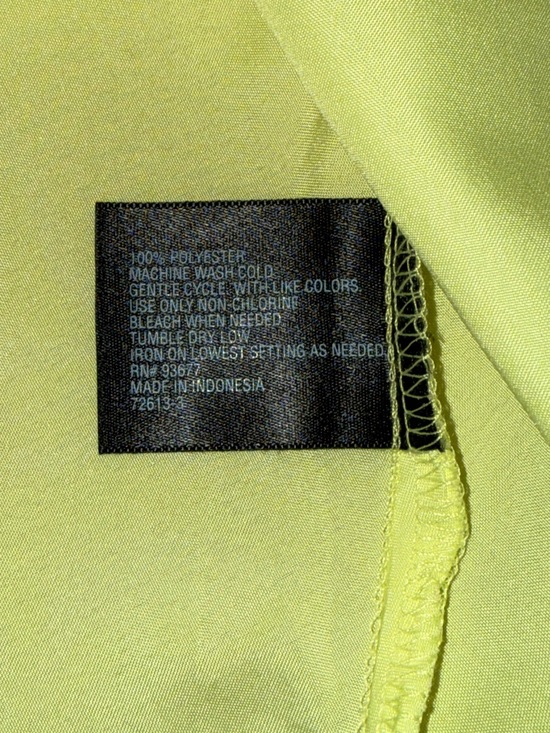 100% POLYESTER
MACHINE WASH COLD
GENTLE CYCLE, WITH LIKE COLORS.
USE ONLY NON-CHLORINE
BLEACH WHEN NEEDED
TUMBLE DRY LOW
IRON ON LOWEST SETTING AS NEEDED
RN# 93677
MADE IN INDONESIA
72613-3